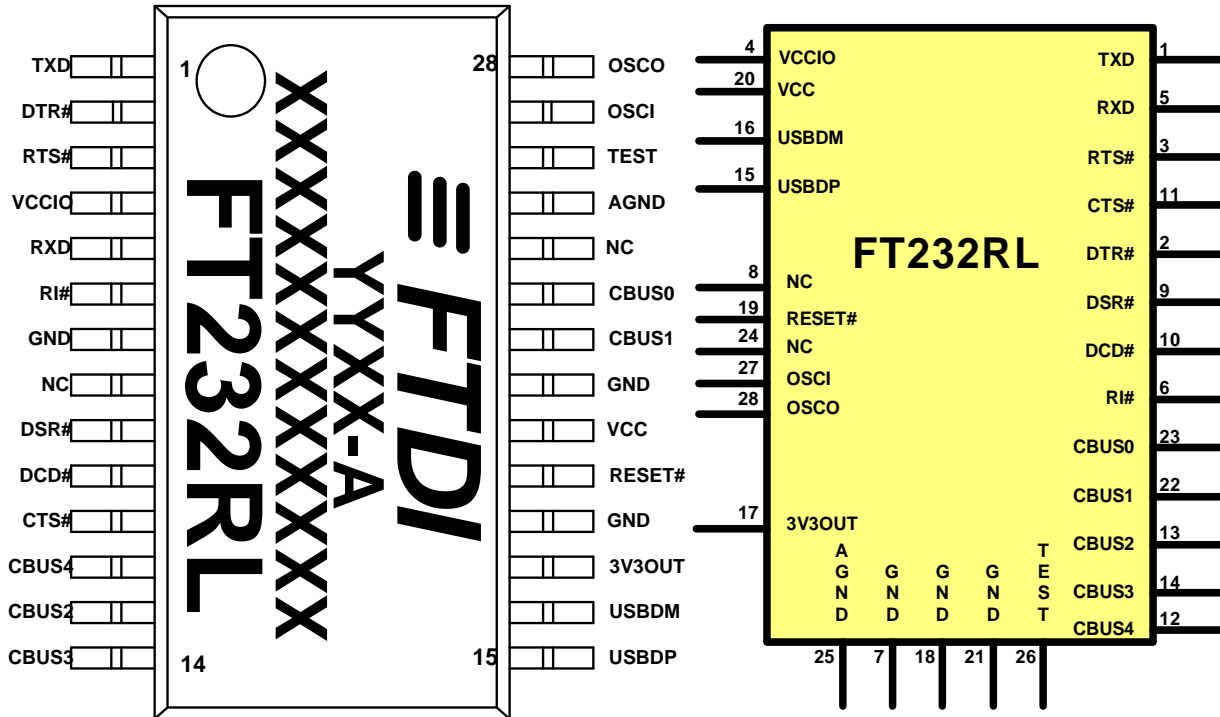 TXD
DTR#
RTS#
VCCIO
RXD
RI#
GND
NC
DSR#
DCD#
CTS#
CBUS4
CBUS2
CBUS3
1
14
28
15
FT232RL
XXXXXXXXXXXX
YYXX-A
FTDI
OSCO
OSCI
TEST
AGND
NC
CBUS0
CBUS1
GND
VCC
RESET#
GND
3V3OUT
USBDM
USBDP
4 VCCIO
20 VCC
16 USBDM
15 USBDP
8 NC
19 RESET#
24 NC
27 OSCI
28 OSCO
17 3V3OUT
FT232RL
TXD 1
RXD 5
RTS# 3
CTS# 11
DTR# 2
DSR# 9
DCD# 10
RI# 6
CBUS0 23
CBUS1 22
CBUS2 13
CBUS3 14
CBUS4 12
AGND 25
GND 7
GND 18
GND 21
TEST 26